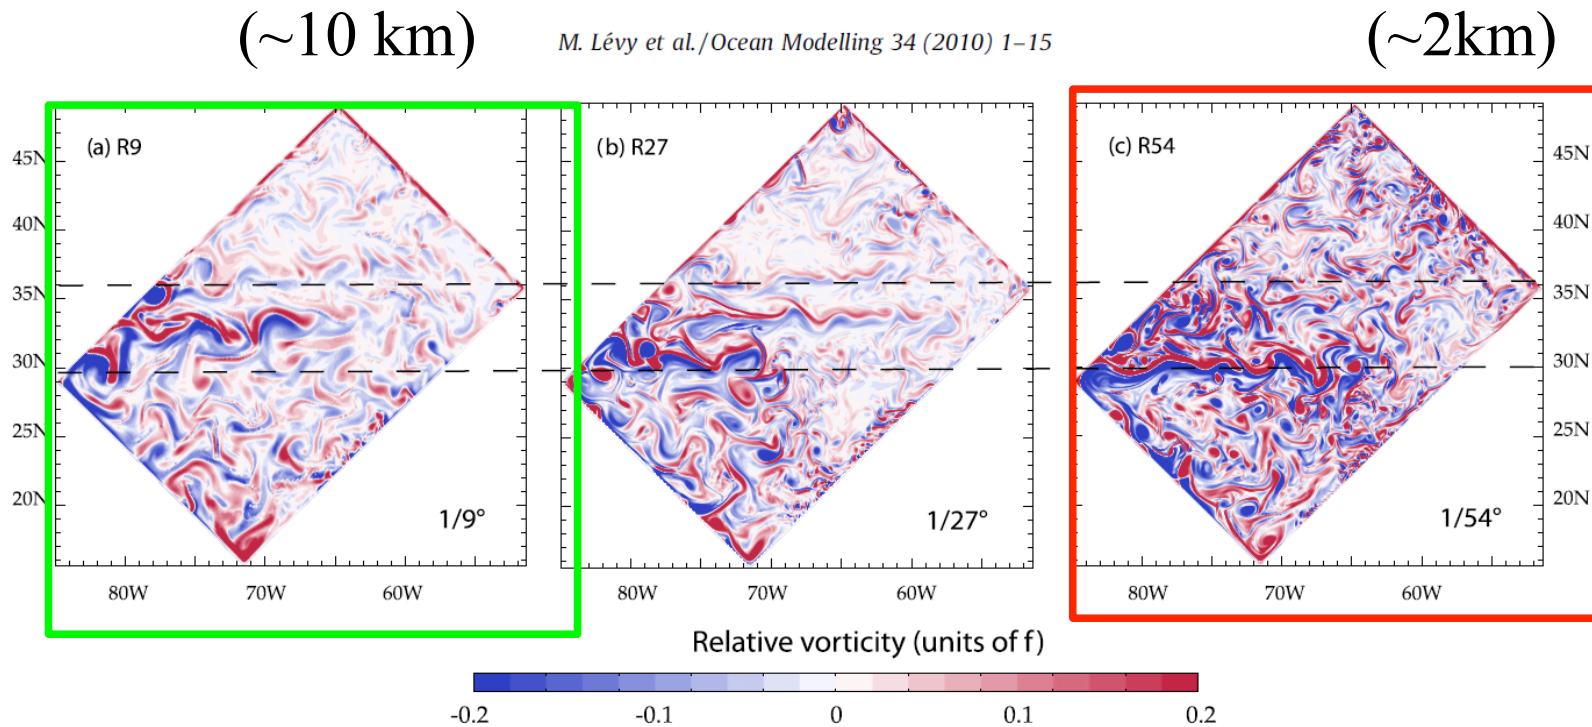 (~10 km)
M. Lévy et al./Ocean Modelling 34 (2010) 1–15
(~2km)
(a) R9
(b) R27
(c) R54
45N
40N
35N
30N
25N
20N
45N
40N
35N
30N
25N
20N
1/9°
1/27°
1/54°
80W 70W 60W
80W 70W 60W
80W 70W 60W
Relative vorticity (units of f)
-0.2 -0.1 0 0.1 0.2